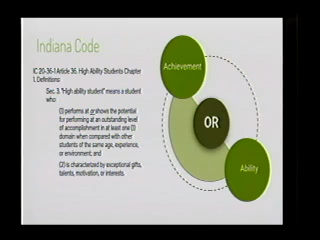 Indiana Code
IC 20-36-1 Article 36. High Ability Students Chapter
1. Definitions:
Sec. 3. "High ability student" means a student
who:
(1) performs at or shows the potential
for performing at an outstanding level
of accomplishment in at least one (1)
domain when compared with other
students of the same age, experience,
or environment; and
(2) is characterized by exceptional gifts,
talents, motivation, or interests.
Achievement
OR
Ability